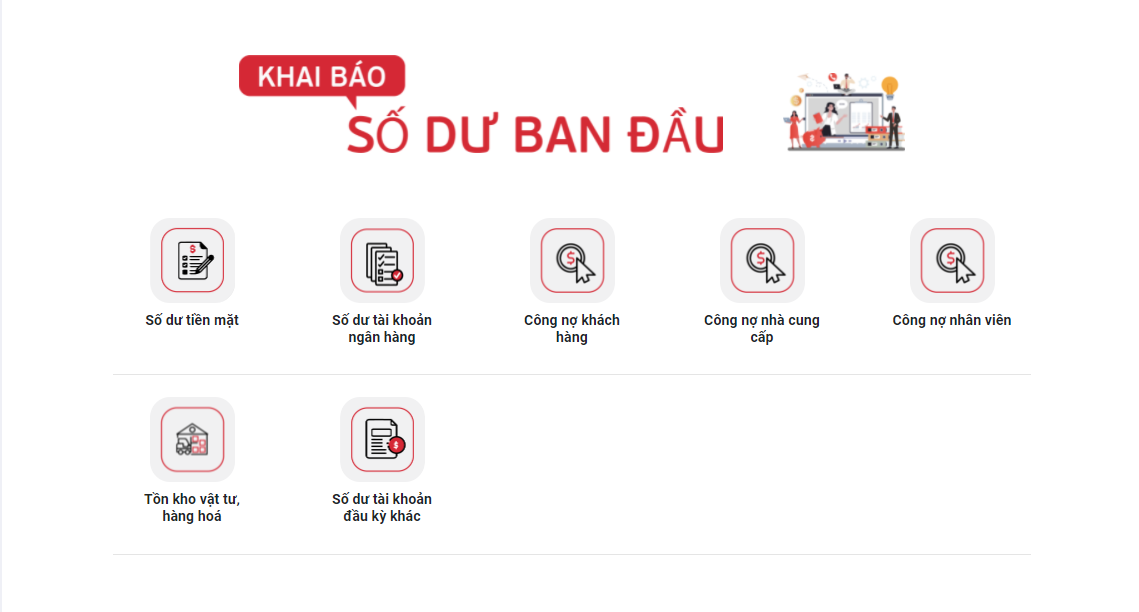 KHAI BÁO
SỐ DƯ BAN ĐẦU
Số dư tiền mặt
Số dư tài khoản
ngân hàng
Công nợ khách
hàng
Công nợ nhà cung
cấp
Công nợ nhân viên
Tồn kho vật tư,
hàng hoá
Số dư tài khoản
đầu kỳ khác